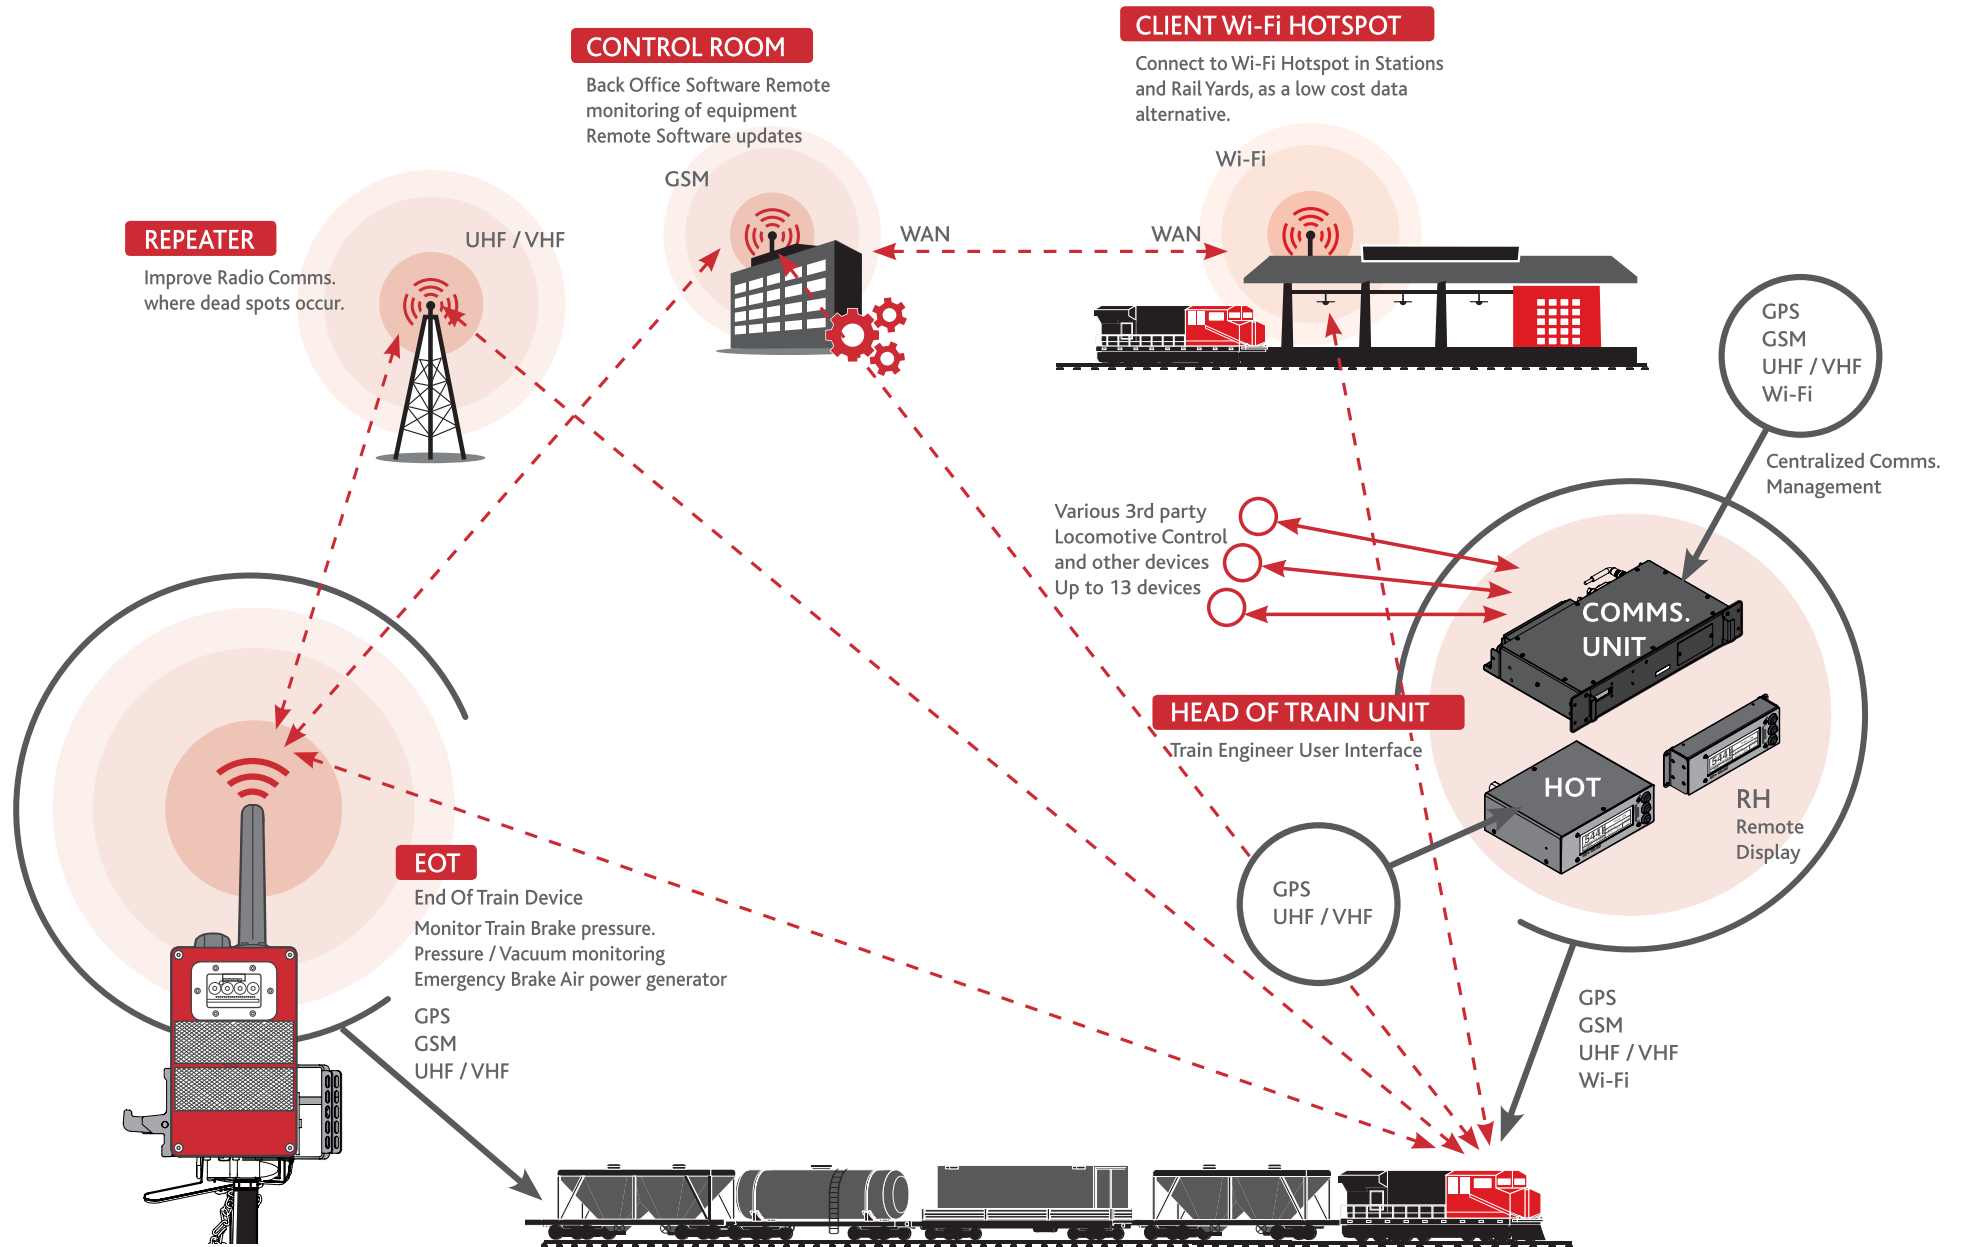 CONTROL ROOM
Back Office Software Remote
monitoring of equipment
Remote Software updates
GSM
CLIENT Wi-Fi HOTSPOT
Connect to Wi-Fi Hotspot in Stations
and Rail Yards, as a low cost data
alternative.
Wi-Fi
REPEATER
Improve Radio Comms.
where dead spots occur.
UHF / VHF
WAN
WAN
GPS
GSM
UHF / VHF
Wi-Fi
Centralized Comms.
Management
Various 3rd party
Locomotive Control
and other devices
Up to 13 devices
COMMS.
UNIT
HEAD OF TRAIN UNIT
Train Engineer User Interface
HOT
RH
Remote
Display
GPS
UHF / VHF
EOT
End Of Train Device
Monitor Train Brake pressure.
Pressure / Vacuum monitoring
Emergency Brake Air power generator
GPS
GSM
UHF / VHF
GPS
GSM
UHF / VHF
Wi-Fi